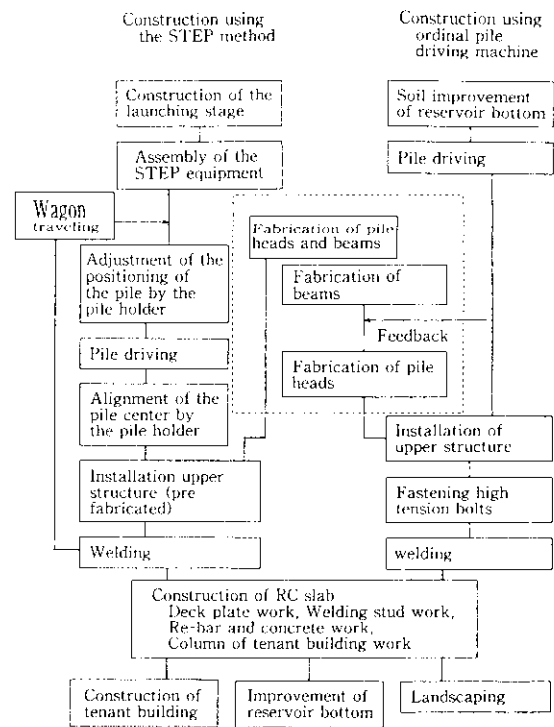 Construction using
the STEP method
Construction using
ordinal pile
driving machine
Construction of the
launching stage
Soil improvement
of reservoir bottom
Assembly of the
STEP equipment
Pile driving
Wagon
traveling
Fabrication of pile
heads and beams
Adjustment of the
positioning of
the pile by the
pile holder
Fabrication of
beams
Feedback
Pile driving
Fabrication of pile
heads
Alignment of the
pile center by
the pile holder
Installation of
upper structure
Installation upper
structure (pre
fabricated)
Fastening high
tension bolts
Welding
welding
Construction of RC slab
Deck plate work, Welding stud work,
Re-bar and concrete work,
Column of tenant building work
Construction of
tenant building
Improvement of
reservoir bottom
Landscaping